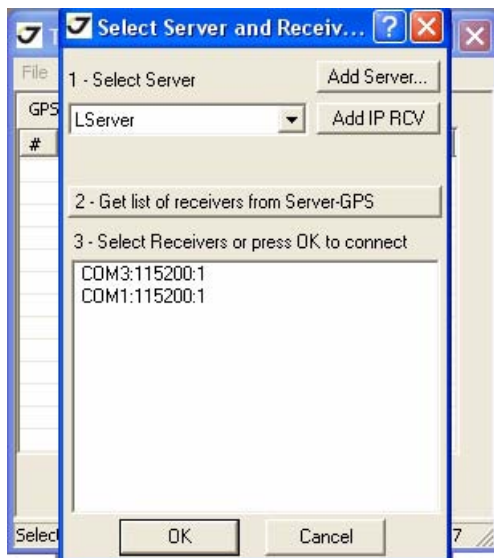 Select Server and Receiv...
File
1 - Select Server
Add Server...
GPS
LServer
Add IP RCV
#
2 - Get list of receivers from Server-GPS
3 - Select Receivers or press OK to connect
COM3:115200:1
COM1:115200:1
Selec
OK
Cancel
7